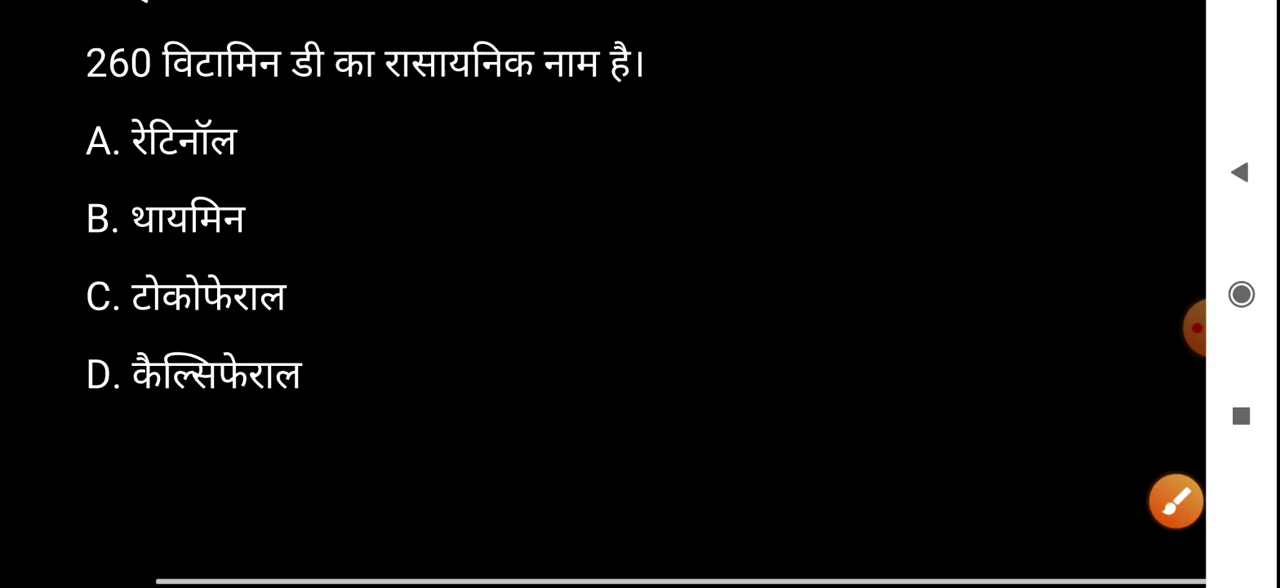 260 विटामिन डी का रासायनिक नाम है।
A. रेटिनॉल
B. थायमिन
C. टोकोफेराल
D. कैल्सिफेराल